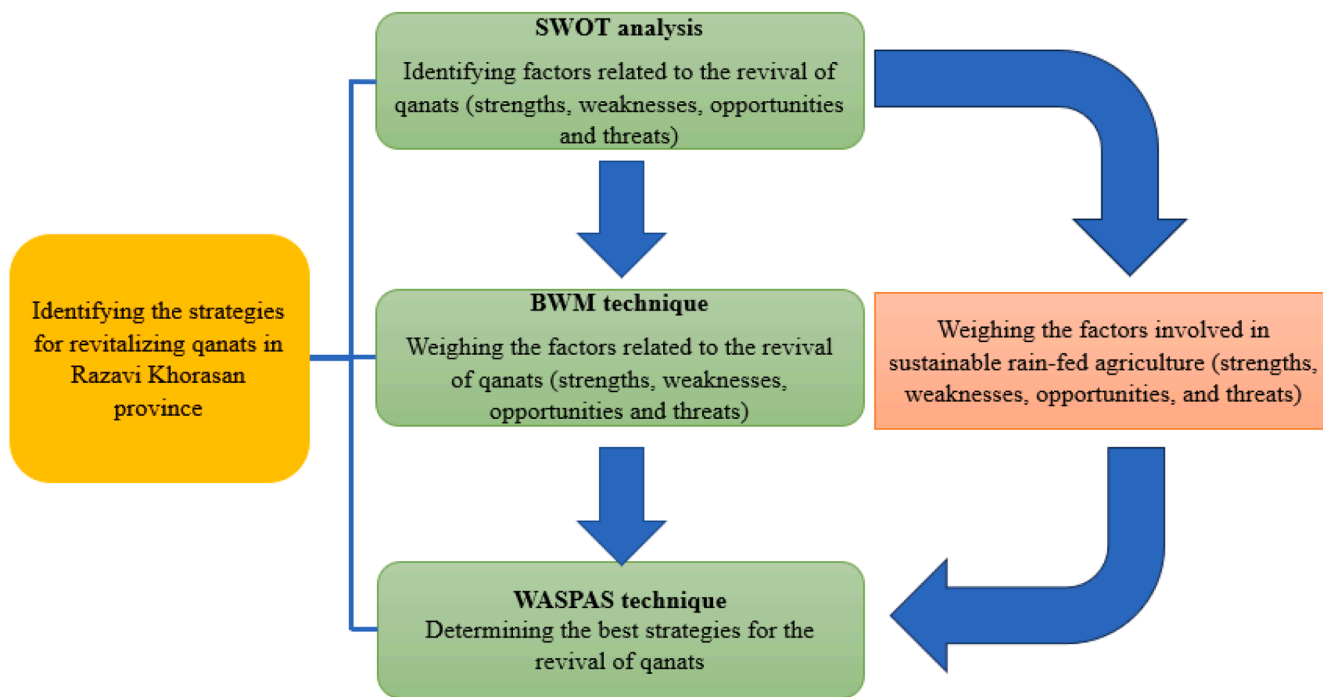 Identifying the strategies
for revitalizing qanats in
Razavi Khorasan
province
SWOT analysis
Identifying factors related to the revival of
qanats (strengths, weaknesses, opportunities
and threats)
BWM technique
Weighing the factors related to the revival
of qanats (strengths, weaknesses,
opportunities and threats)
Weighing the factors involved in
sustainable rain-fed agriculture (strengths,
weaknesses, opportunities, and threats)
WASPAS technique
Determining the best strategies for the
revival of qanats